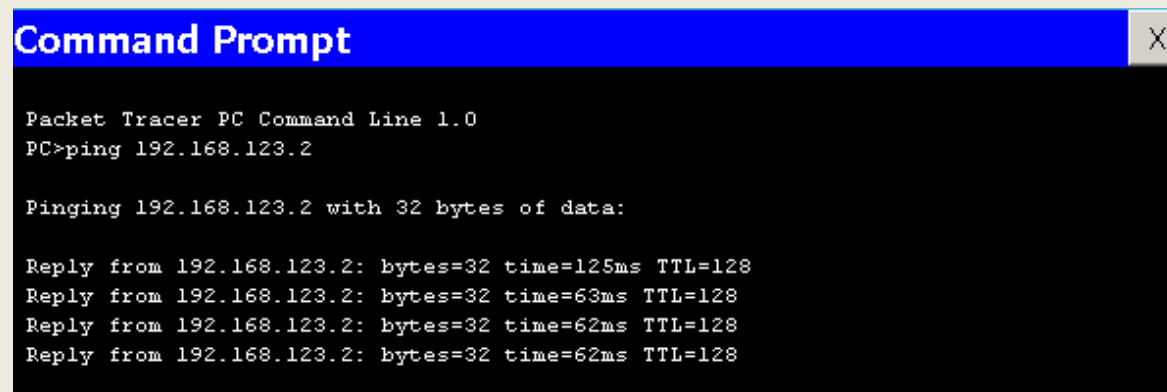 Command Prompt
X
Packet Tracer PC Command Line 1.0
PC>ping 192.168.123.2
Pinging 192.168.123.2 with 32 bytes of data:
Reply from 192.168.123.2: bytes=32 time=125ms TTL=128
Reply from 192.168.123.2: bytes=32 time=63ms TTL=128
Reply from 192.168.123.2: bytes=32 time=62ms TTL=128
Reply from 192.168.123.2: bytes=32 time=62ms TTL=128